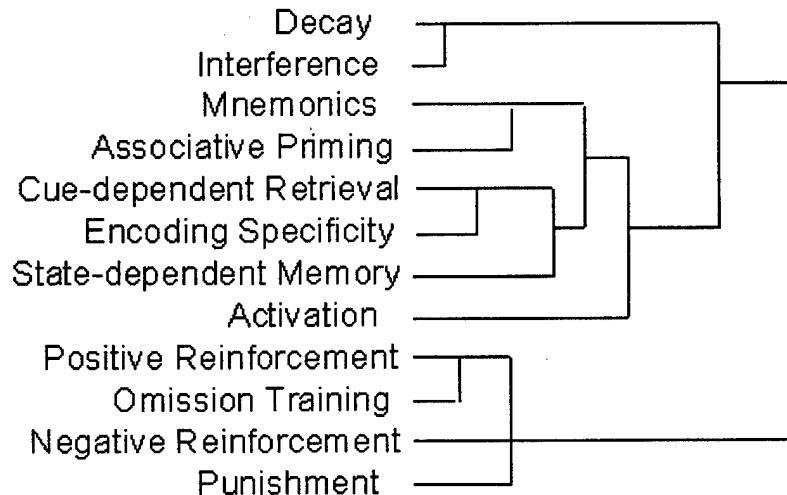 Decay
Interference
Mnemonics
Associative Priming
Cue-dependent Retrieval
Encoding Specificity
State-dependent Memory
Activation
Positive Reinforcement
Omission Training
Negative Reinforcement
Punishment